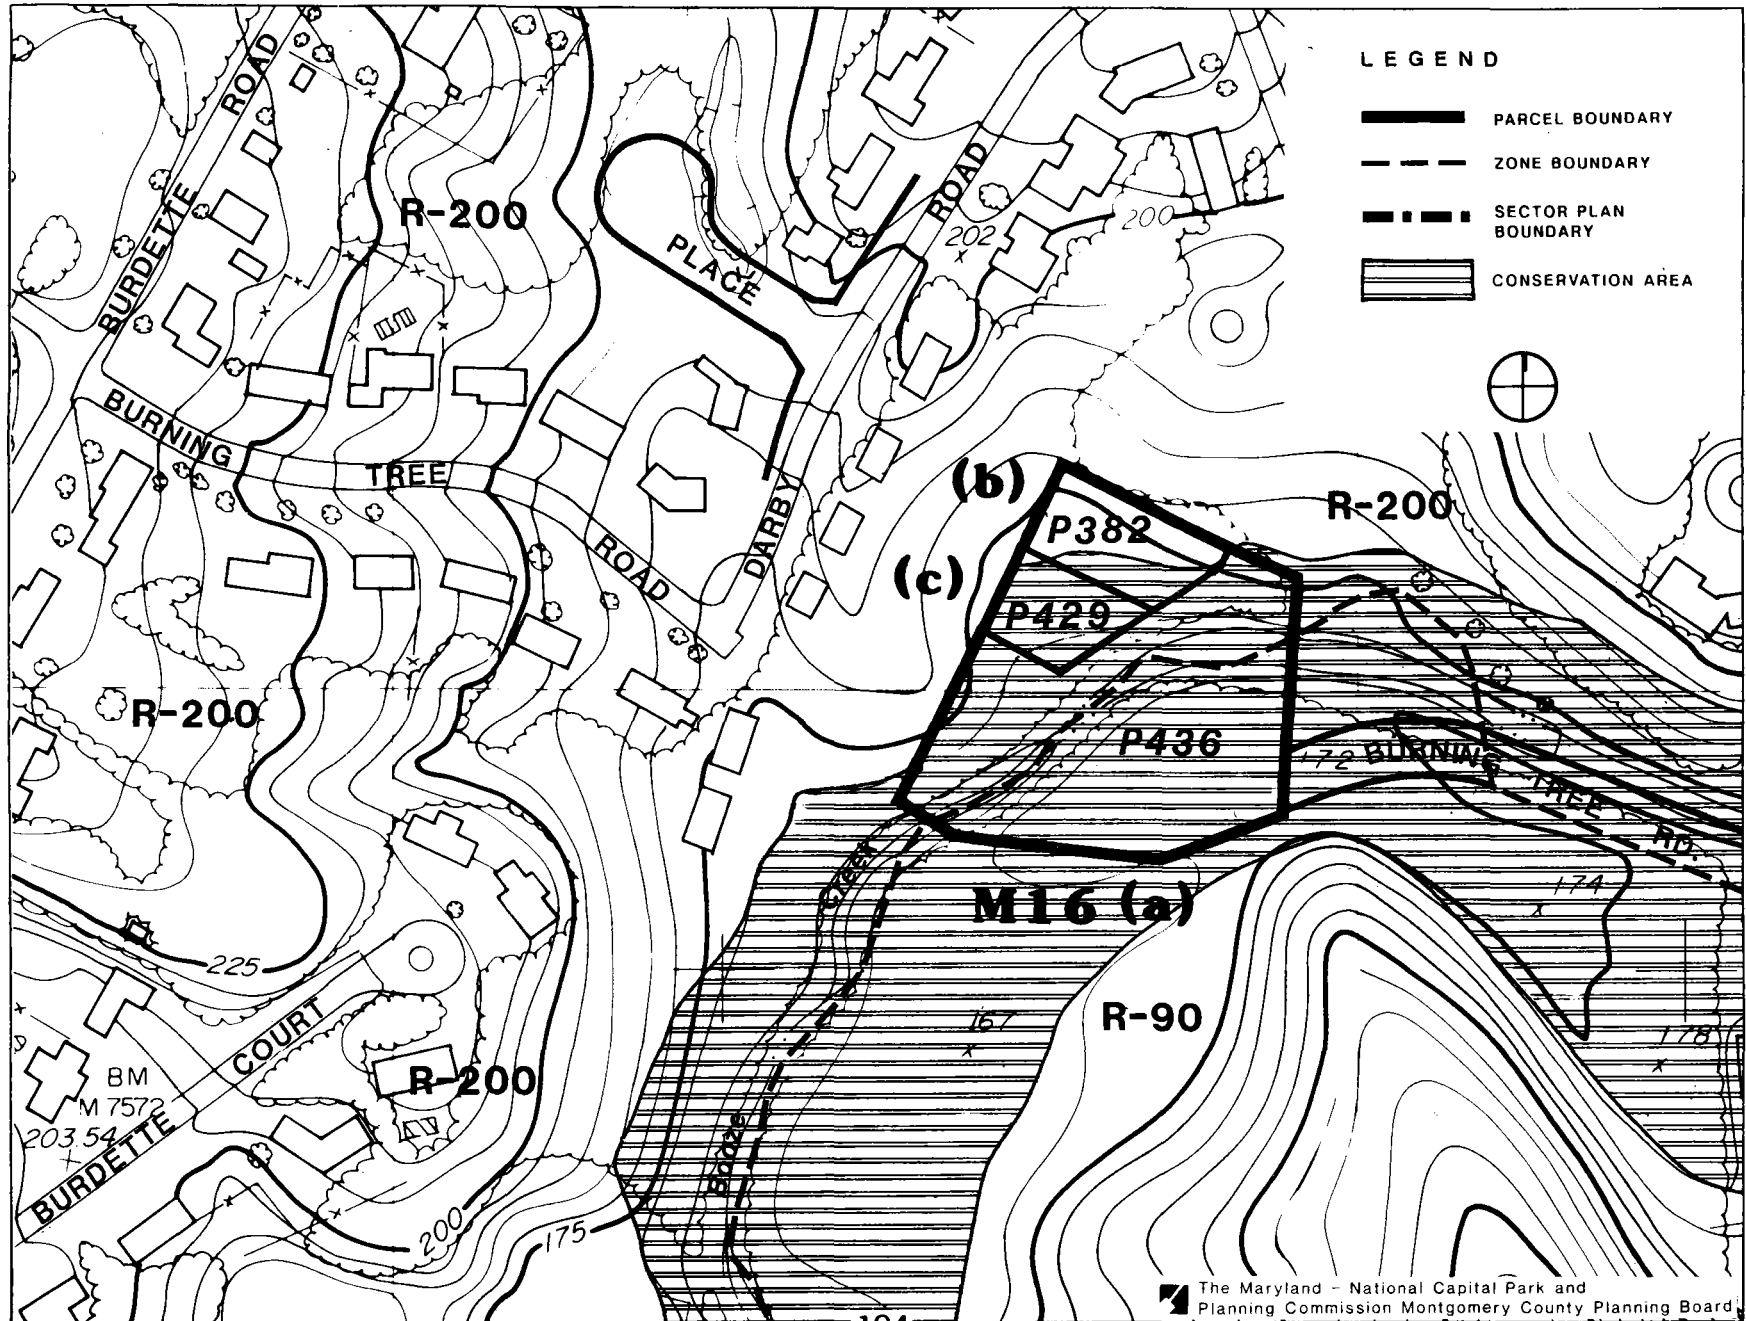 LEGEND
PARCEL BOUNDARY
ZONE BOUNDARY
SECTOR PLAN
BOUNDARY
CONSERVATION AREA
BURDETTE ROAD
R-200
PLACE
ROAD
202
200
BURNING TREE ROAD
DARBY
(b)
P382
R-200
(c)
P429
R-200
P436
172 BURNING TREE RD.
Creek
M16 (a)
174
225
R-90
167
178
COURT
R-200
BM
M 7572
203.54
BURDETTE
Booze
200
175
The Maryland - National Capital Park and
Planning Commission Montgomery County Planning Board